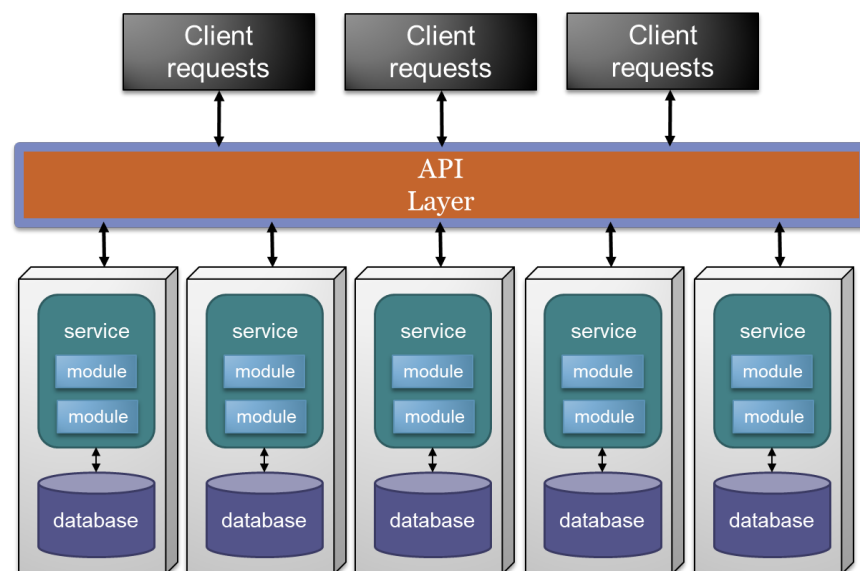 Client
requests
Client
requests
Client
requests
API
Layer
service
module
module
database
service
module
module
database
service
module
module
database
service
module
module
database
service
module
module
database